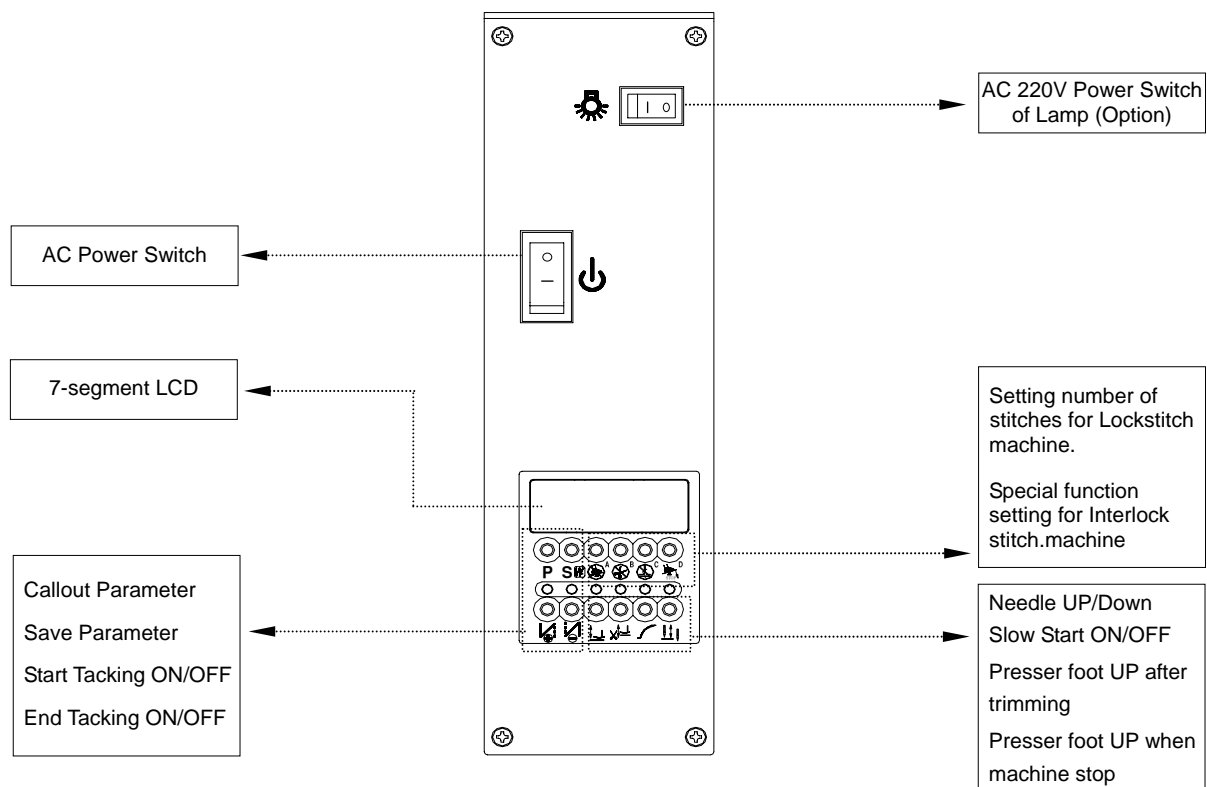 AC 220V Power Switch
of Lamp (Option)
AC Power Switch
7-segment LCD
Setting number of
stitches for Lockstitch
machine.
Special function
setting for Interlock
stitch.machine
P S A B C D
Callout Parameter
Save Parameter
Start Tacking ON/OFF
End Tacking ON/OFF
Needle UP/Down
Slow Start ON/OFF
Presser foot UP after
trimming
Presser foot UP when
machine stop